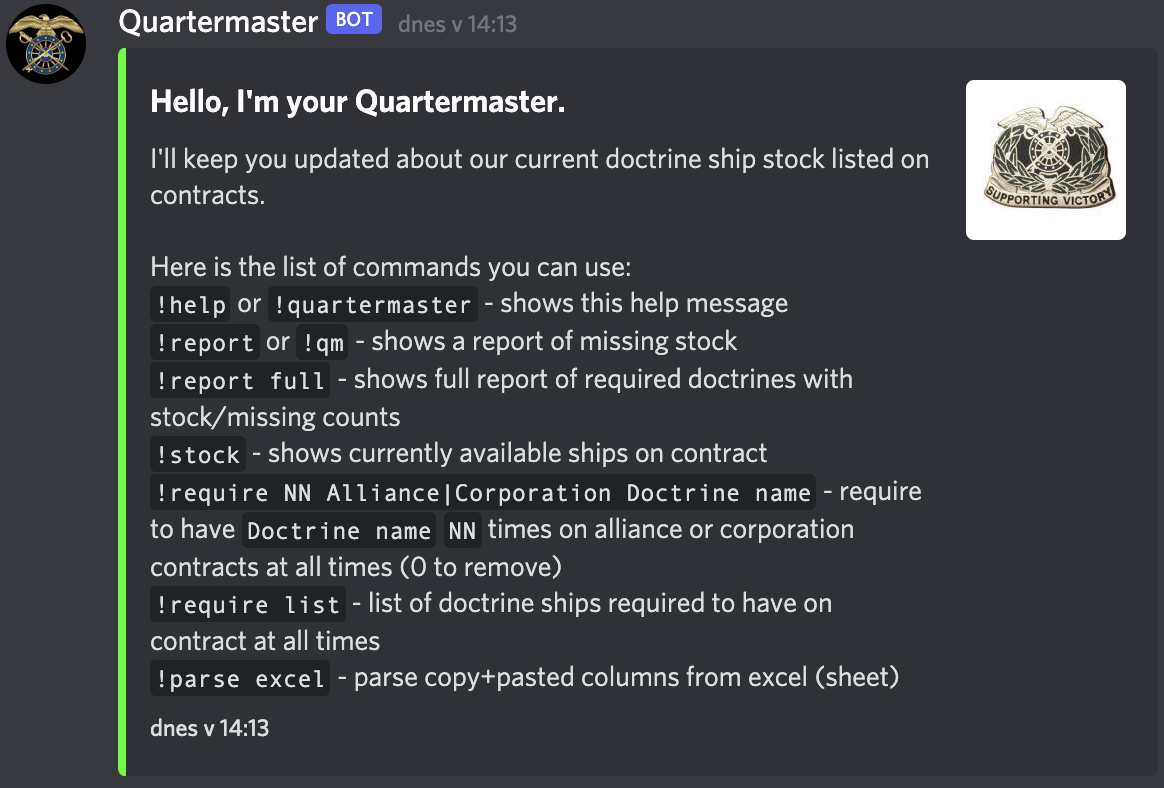 Quartermaster BOT dnes v 14:13
Hello, I'm your Quartermaster.
I'll keep you updated about our current doctrine ship stock listed on
contracts.
SUPPORTING VICTORY
Here is the list of commands you can use:
!help or !quartermaster - shows this help message
!report or !qm - shows a report of missing stock
!report full - shows full report of required doctrines with
stock/missing counts
!stock - shows currently available ships on contract
!require NN Alliance|Corporation Doctrine name - require
to have Doctrine name NN times on alliance or corporation
contracts at all times (0 to remove)
!require list - list of doctrine ships required to have on
contract at all times
!parse excel - parse copy+pasted columns from excel (sheet)
dnes v 14:13